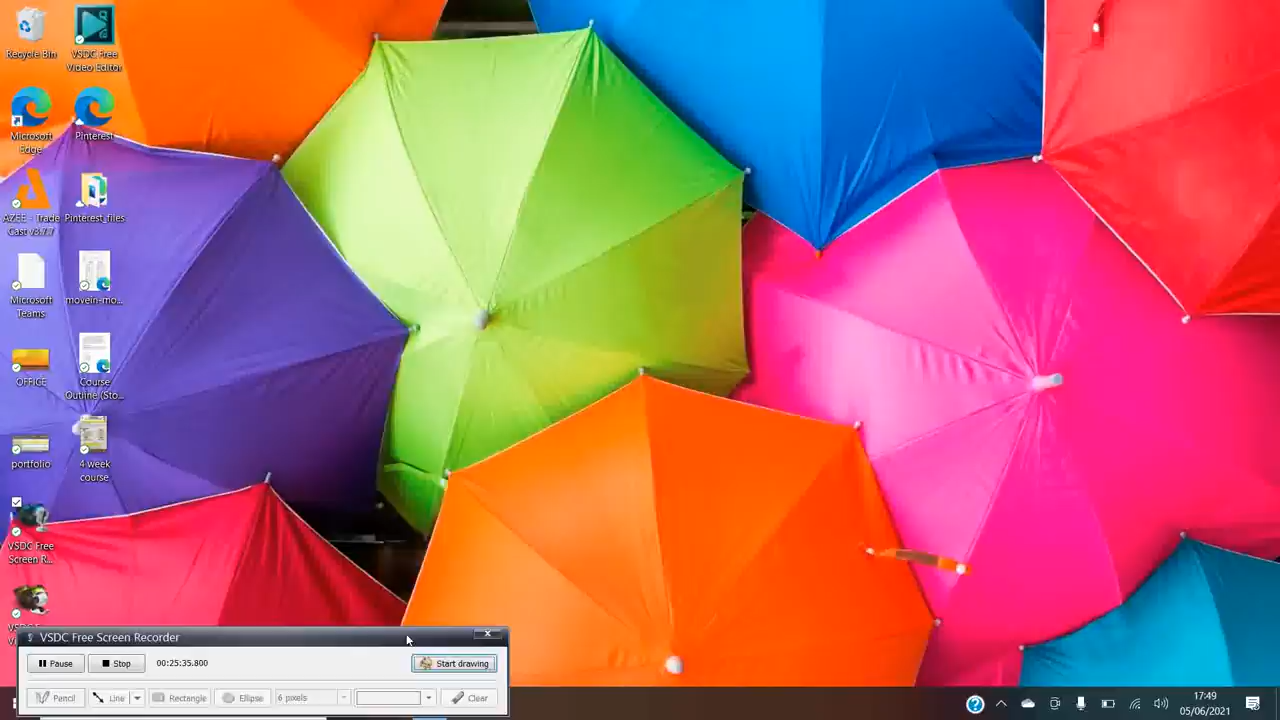 Recycle Bin
VSDC Free
Video Editor
Microsoft
Edge
Pinterest
AZEE - Trade
Cast v3.7.7
Pinterest_files
Microsoft
Teams
movein-mo...
OFFICE
Course
Outline (Sto...
portfolio
4 week
course
VSDC Free
Screen R...
VSDC Free Screen Recorder
Pause
Stop
00:25:35.800
Start drawing
Pencil
Line
Rectangle
Ellipse
6 pixels
Clear
17:49
05/06/2021